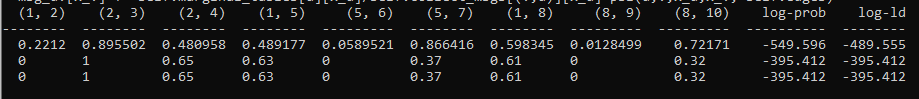 (1, 2) (2, 3) (2, 4) (1, 5) (5, 6) (5, 7) (1, 8) (8, 9) (8, 10) log-prob log-ld
-------- -------- -------- -------- --------- -------- -------- --------- --------- ---------- --------
0.2212 0.895502 0.480958 0.489177 0.0589521 0.866416 0.598345 0.0128499 0.72171 -549.596 -489.555
0 1 0.65 0.63 0 0.37 0.61 0 0.32 -395.412 -395.412
0 1 0.65 0.63 0 0.37 0.61 0 0.32 -395.412 -395.412